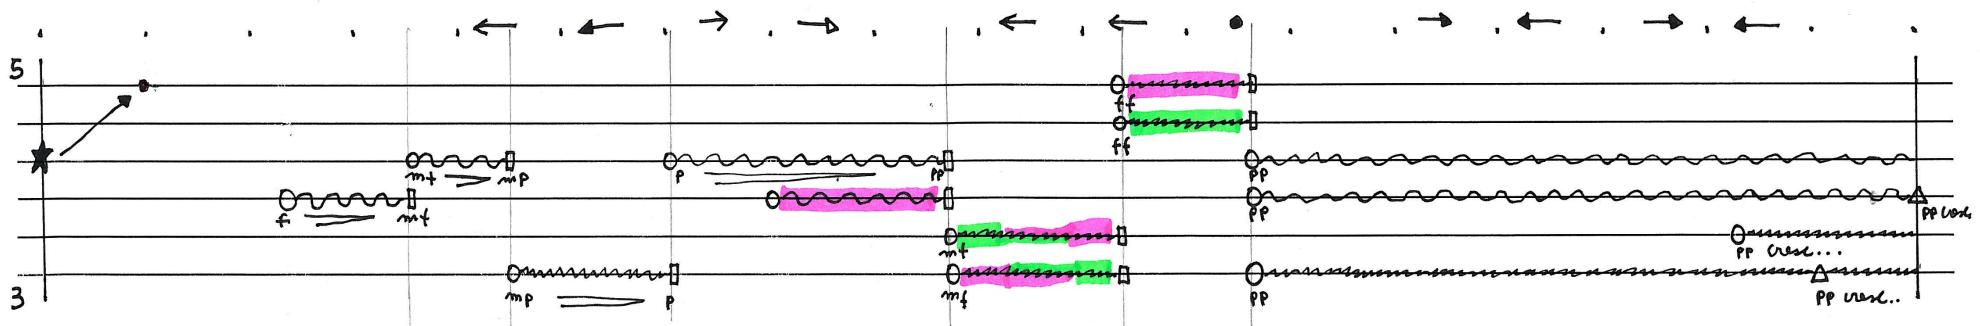 5
ff
ff
mf mp p pp pp
f mf pp pp cresc.
mf pp cresc...
3 mp p mf pp pp cresc..